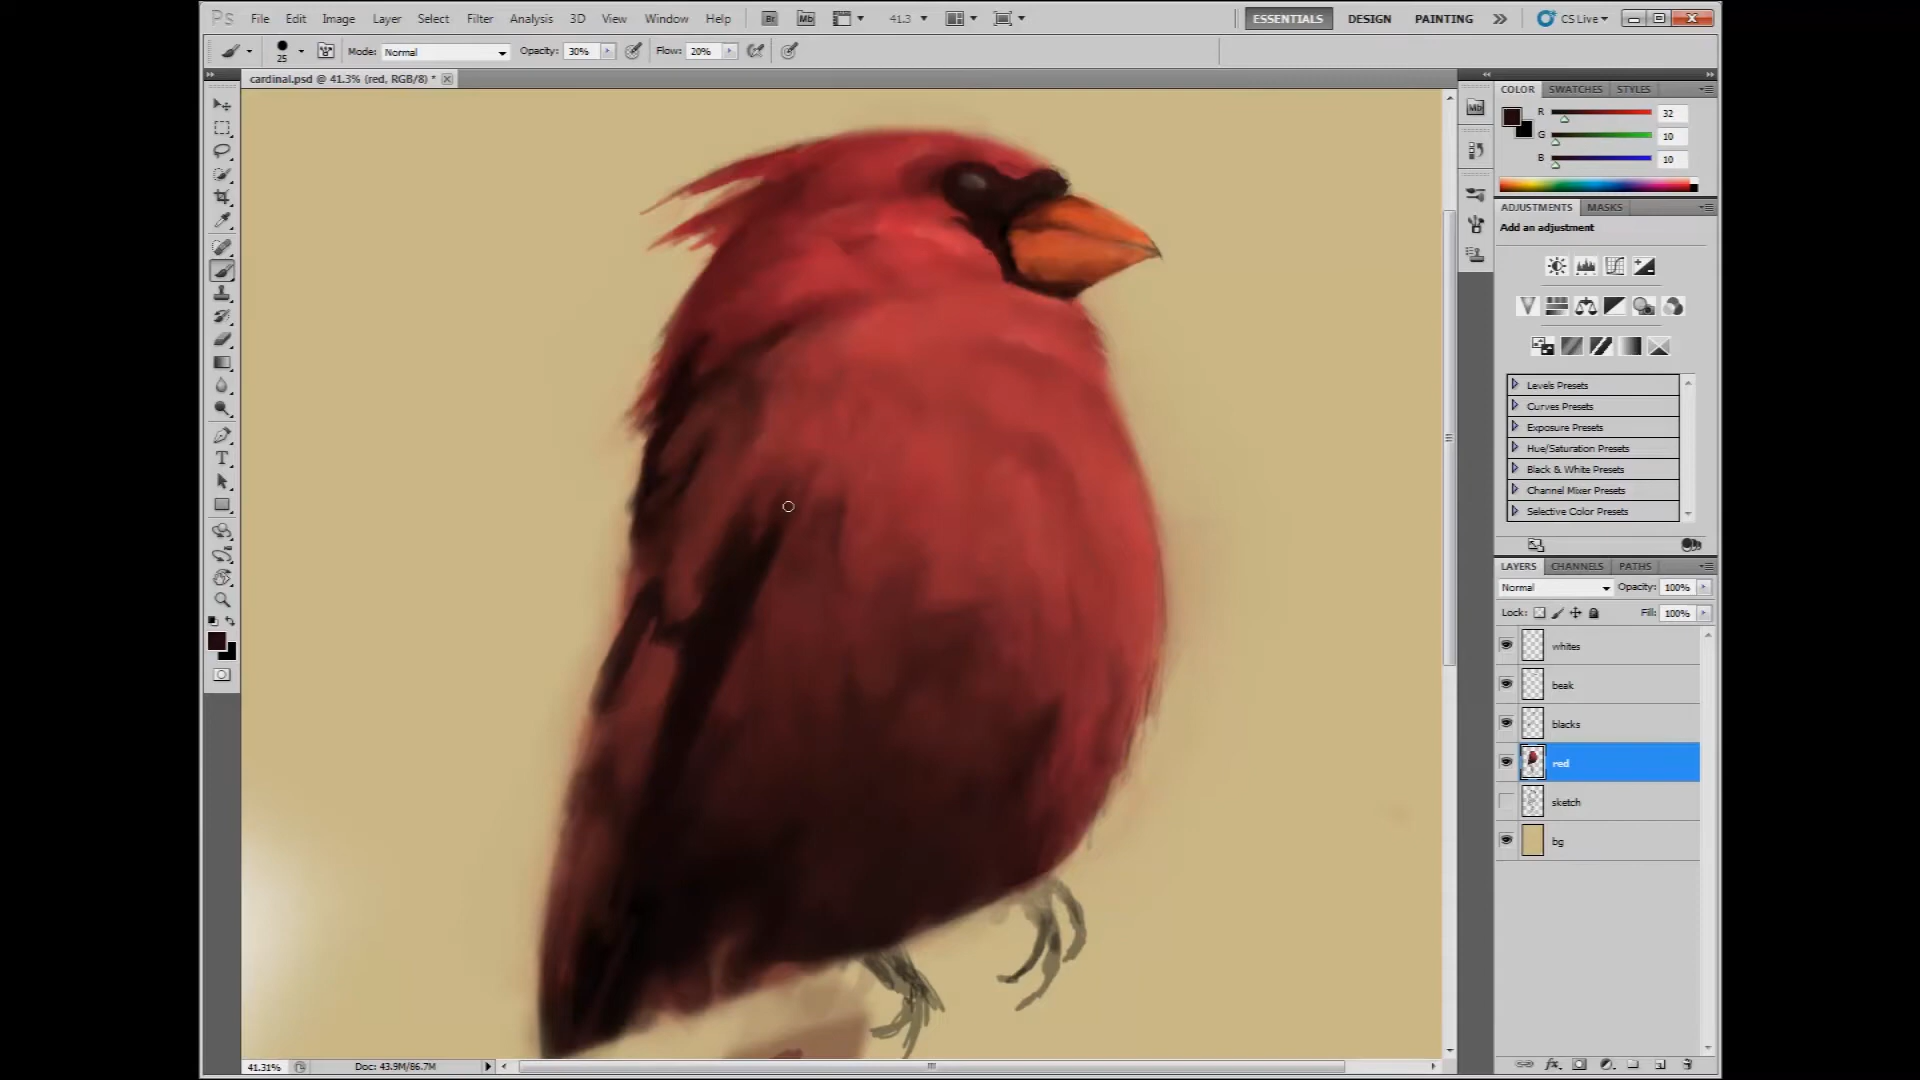 Ps File Edit Image Layer Select Filter Analysis 3D View Window Help Br Mb 41.3 ESSENTIALS DESIGN PAINTING CS Live
25 Mode: Normal Opacity: 30% Flow: 20%
cardinal.psd @ 41.3% (red, RGB/8) *
COLOR SWATCHES STYLES
Mb
R 32
G 10
B 10
ADJUSTMENTS MASKS
Add an adjustment
Levels Presets
Curves Presets
Exposure Presets
Hue/Saturation Presets
Black & White Presets
Channel Mixer Presets
Selective Color Presets
LAYERS CHANNELS PATHS
Normal Opacity: 100%
Lock: Fill: 100%
whites
beak
blacks
red
sketch
bg
41.31% Doc: 43.9M/86.7M